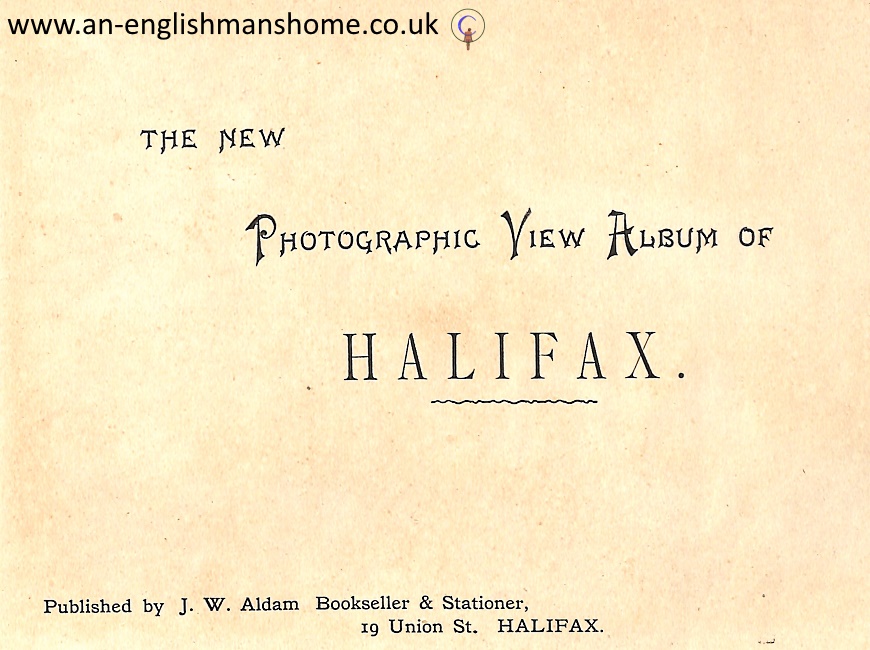 www.an-englishmanshome.co.uk
THE NEW
PHOTOGRAPHIC VIEW ALBUM OF
HALIFAX.
Published by J. W. Aldam Bookseller & Stationer,
19 Union St. HALIFAX.